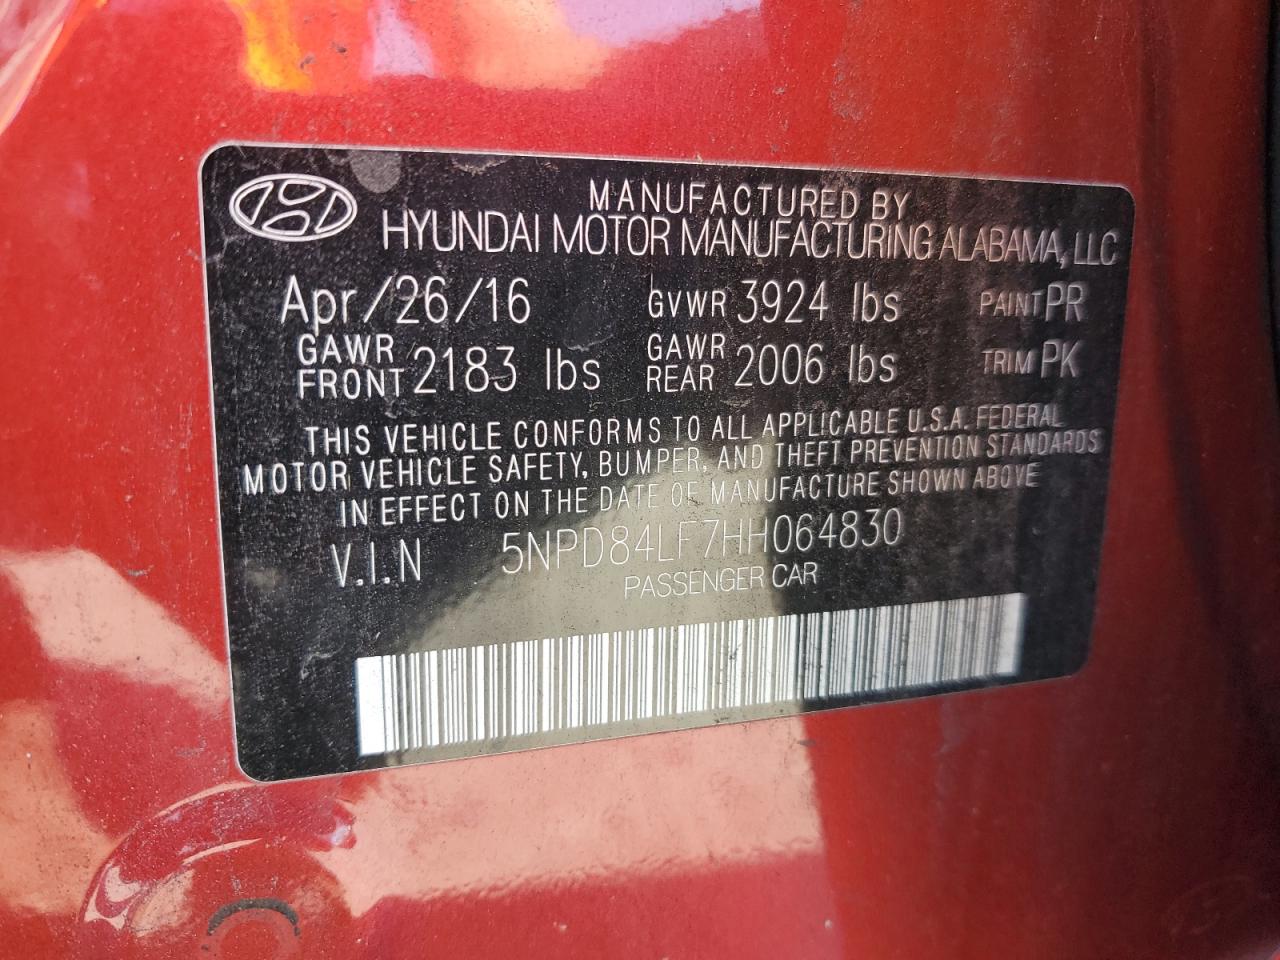 MANUFACTURED BY
HYUNDAI MOTOR MANUFACTURING ALABAMA, LLC
Apr/26/16 GVWR 3924 lbs PAINT PR
GAWR FRONT 2183 lbs GAWR REAR 2006 lbs TRIM PK
THIS VEHICLE CONFORMS TO ALL APPLICABLE U.S.A. FEDERAL
MOTOR VEHICLE SAFETY, BUMPER, AND THEFT PREVENTION STANDARDS
IN EFFECT ON THE DATE OF MANUFACTURE SHOWN ABOVE
V.I.N 5NPD84LF7HH064830
PASSENGER CAR